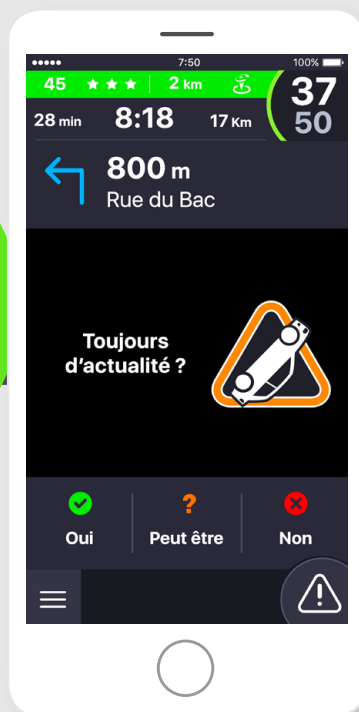 7:50
100%
45
2 km
37
50
28 min
8:18
17 Km
800 m
Rue du Bac
Toujours
d'actualité ?
Oui
Peut être
Non